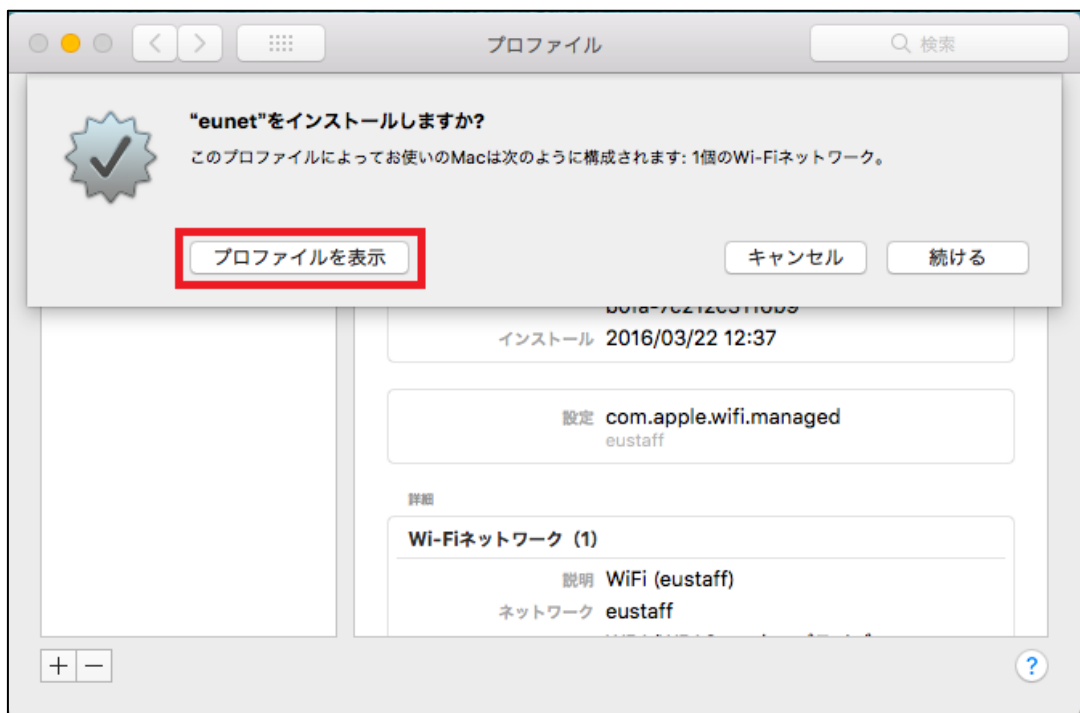 プロファイル
検索
“eunet”をインストールしますか?
このプロファイルによってお使いのMacは次のように構成されます: 1個のWi-Fiネットワーク。
プロファイルを表示
キャンセル
続ける
インストール 2016/03/22 12:37
設定 com.apple.wifi.managed
eustaff
詳細
Wi-Fiネットワーク（1）
説明 WiFi (eustaff)
ネットワーク eustaff
+ −
?